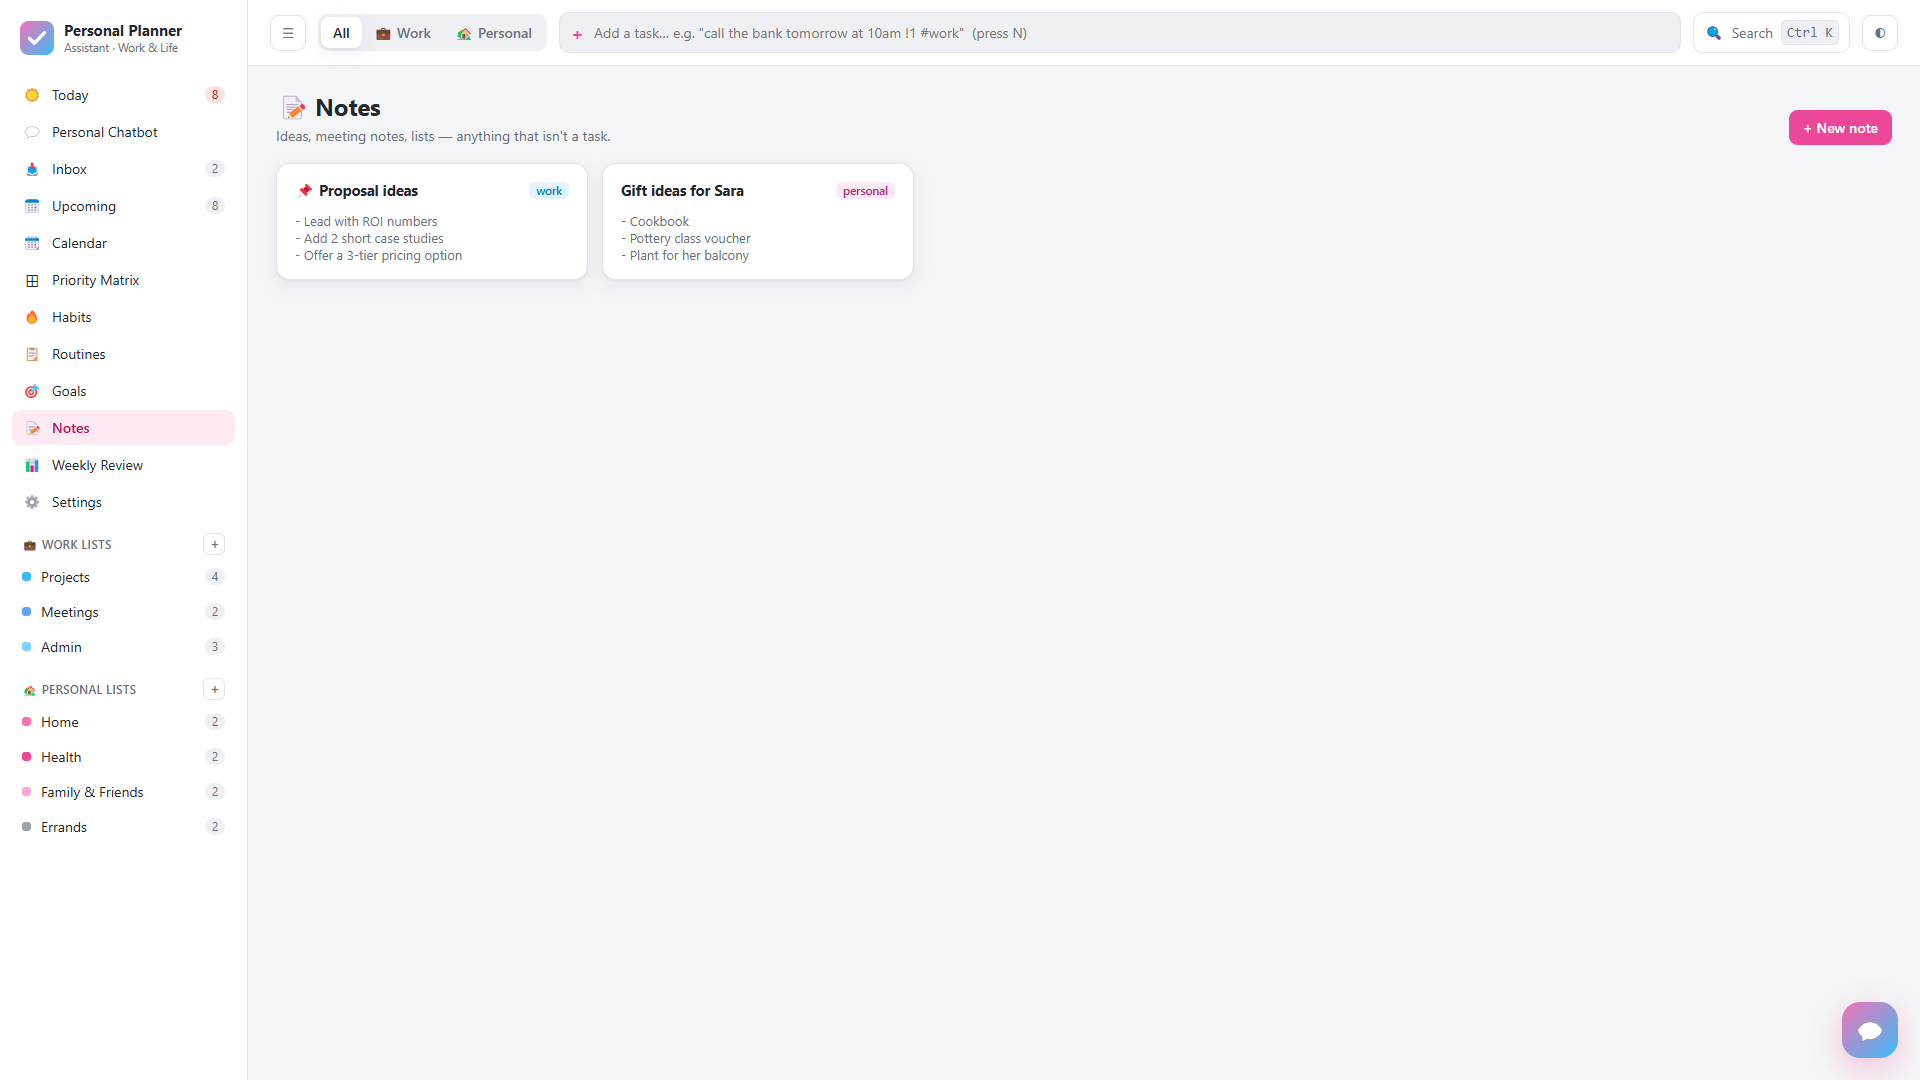 Personal Planner
Assistant · Work & Life
Today 8
Personal Chatbot
Inbox 2
Upcoming 8
Calendar
Priority Matrix
Habits
Routines
Goals
Notes
Weekly Review
Settings
WORK LISTS +
Projects 4
Meetings 2
Admin 3
PERSONAL LISTS +
Home 2
Health 2
Family & Friends 2
Errands 2
All Work Personal
+ Add a task... e.g. "call the bank tomorrow at 10am !1 #work" (press N)
Search Ctrl K
Notes
Ideas, meeting notes, lists — anything that isn't a task.
+ New note
Proposal ideas work
- Lead with ROI numbers
- Add 2 short case studies
- Offer a 3-tier pricing option
Gift ideas for Sara personal
- Cookbook
- Pottery class voucher
- Plant for her balcony